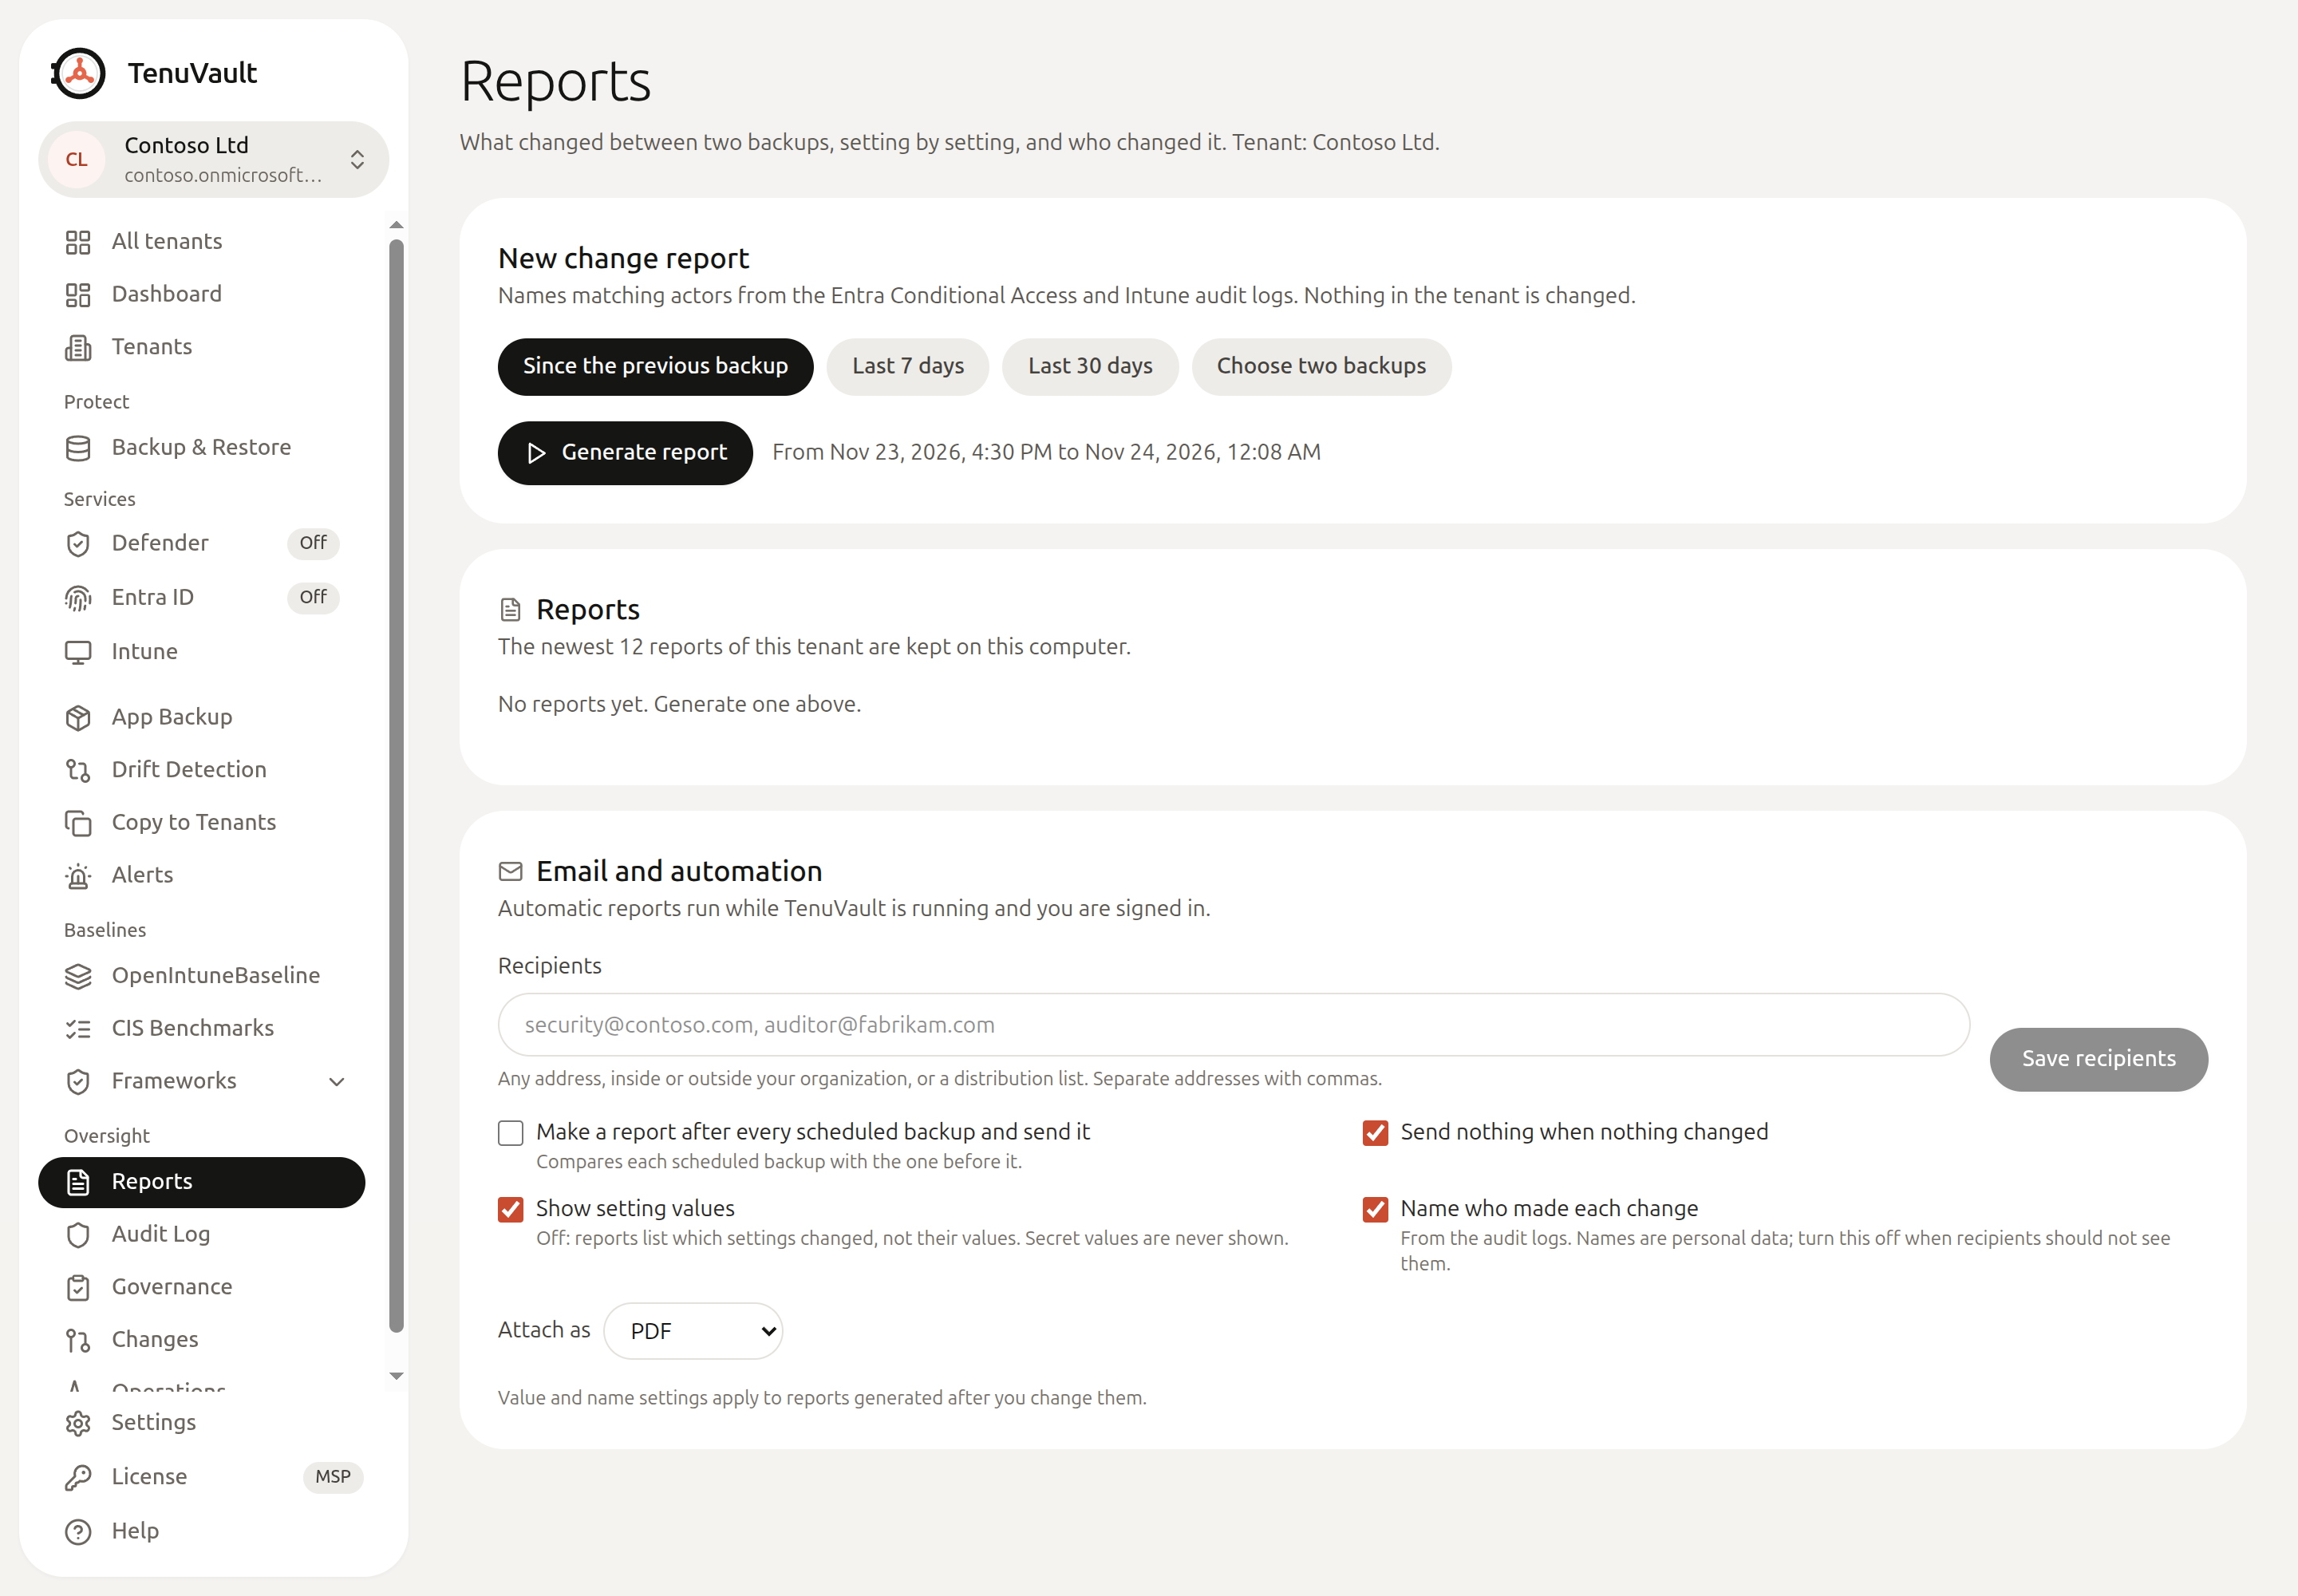 TenuVault
CL
Contoso Ltd
contoso.onmicrosoft...
All tenants
Dashboard
Tenants
Protect
Backup & Restore
Services
Defender
Off
Entra ID
Off
Intune
App Backup
Drift Detection
Copy to Tenants
Alerts
Baselines
OpenIntuneBaseline
CIS Benchmarks
Frameworks
Oversight
Reports
Audit Log
Governance
Changes
Operations
Settings
License
MSP
Help
Reports
What changed between two backups, setting by setting, and who changed it. Tenant: Contoso Ltd.
New change report
Names matching actors from the Entra Conditional Access and Intune audit logs. Nothing in the tenant is changed.
Since the previous backup
Last 7 days
Last 30 days
Choose two backups
Generate report
From Nov 23, 2026, 4:30 PM to Nov 24, 2026, 12:08 AM
Reports
The newest 12 reports of this tenant are kept on this computer.
No reports yet. Generate one above.
Email and automation
Automatic reports run while TenuVault is running and you are signed in.
Recipients
security@contoso.com, auditor@fabrikam.com
Save recipients
Any address, inside or outside your organization, or a distribution list. Separate addresses with commas.
Make a report after every scheduled backup and send it
Compares each scheduled backup with the one before it.
Send nothing when nothing changed
Show setting values
Off: reports list which settings changed, not their values. Secret values are never shown.
Name who made each change
From the audit logs. Names are personal data; turn this off when recipients should not see
them.
Attach as
PDF
Value and name settings apply to reports generated after you change them.